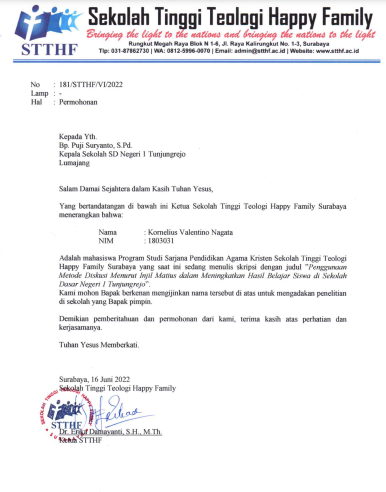 Sekolah Tinggi Teologi Happy Family
Bringing the light to the nations and bringing the nations to the light
STTHF
Rungkut Megah Raya Blok N 1-6, Jl. Raya Kalirungkut No. 1-3, Surabaya
Tlp: 031-87862730 | WA: 0812-5996-0070 | Email: admin@stthf.ac.id | Website: www.stthf.ac.id
No : 181/STTHF/VI/2022
Lamp : -
Hal : Permohonan
Kepada Yth.
Bp. Puji Suryanto, S.Pd.
Kepala Sekolah SD Negeri 1 Tunjungrejo
Lumajang
Salam Damai Sejahtera dalam Kasih Tuhan Yesus,
Yang bertandatangan di bawah ini Ketua Sekolah Tinggi Teologi Happy Family Surabaya
menerangkan bahwa:
Nama : Kornelius Valentino Nagata
NIM : 1803031
Adalah mahasiswa Program Studi Sarjana Pendidikan Agama Kristen Sekolah Tinggi Teologi
Happy Family Surabaya yang saat ini sedang menulis skripsi dengan judul "Penggunaan
Metode Diskusi Menurut Injil Matius dalam Meningkatkan Hasil Belajar Siswa di Sekolah
Dasar Negeri 1 Tunjungrejo".
Kami mohon Bapak berkenan mengijinkan nama tersebut di atas untuk mengadakan penelitian
di sekolah yang Bapak pimpin.
Demikian pemberitahuan dan permohonan dari kami, terima kasih atas perhatian dan
kerjasamanya.
Tuhan Yesus Memberkati.
Surabaya, 16 Juni 2022
Sekolah Tinggi Teologi Happy Family
STTHF
Damayanti, S.H., M.Th.
Ketua STTHF